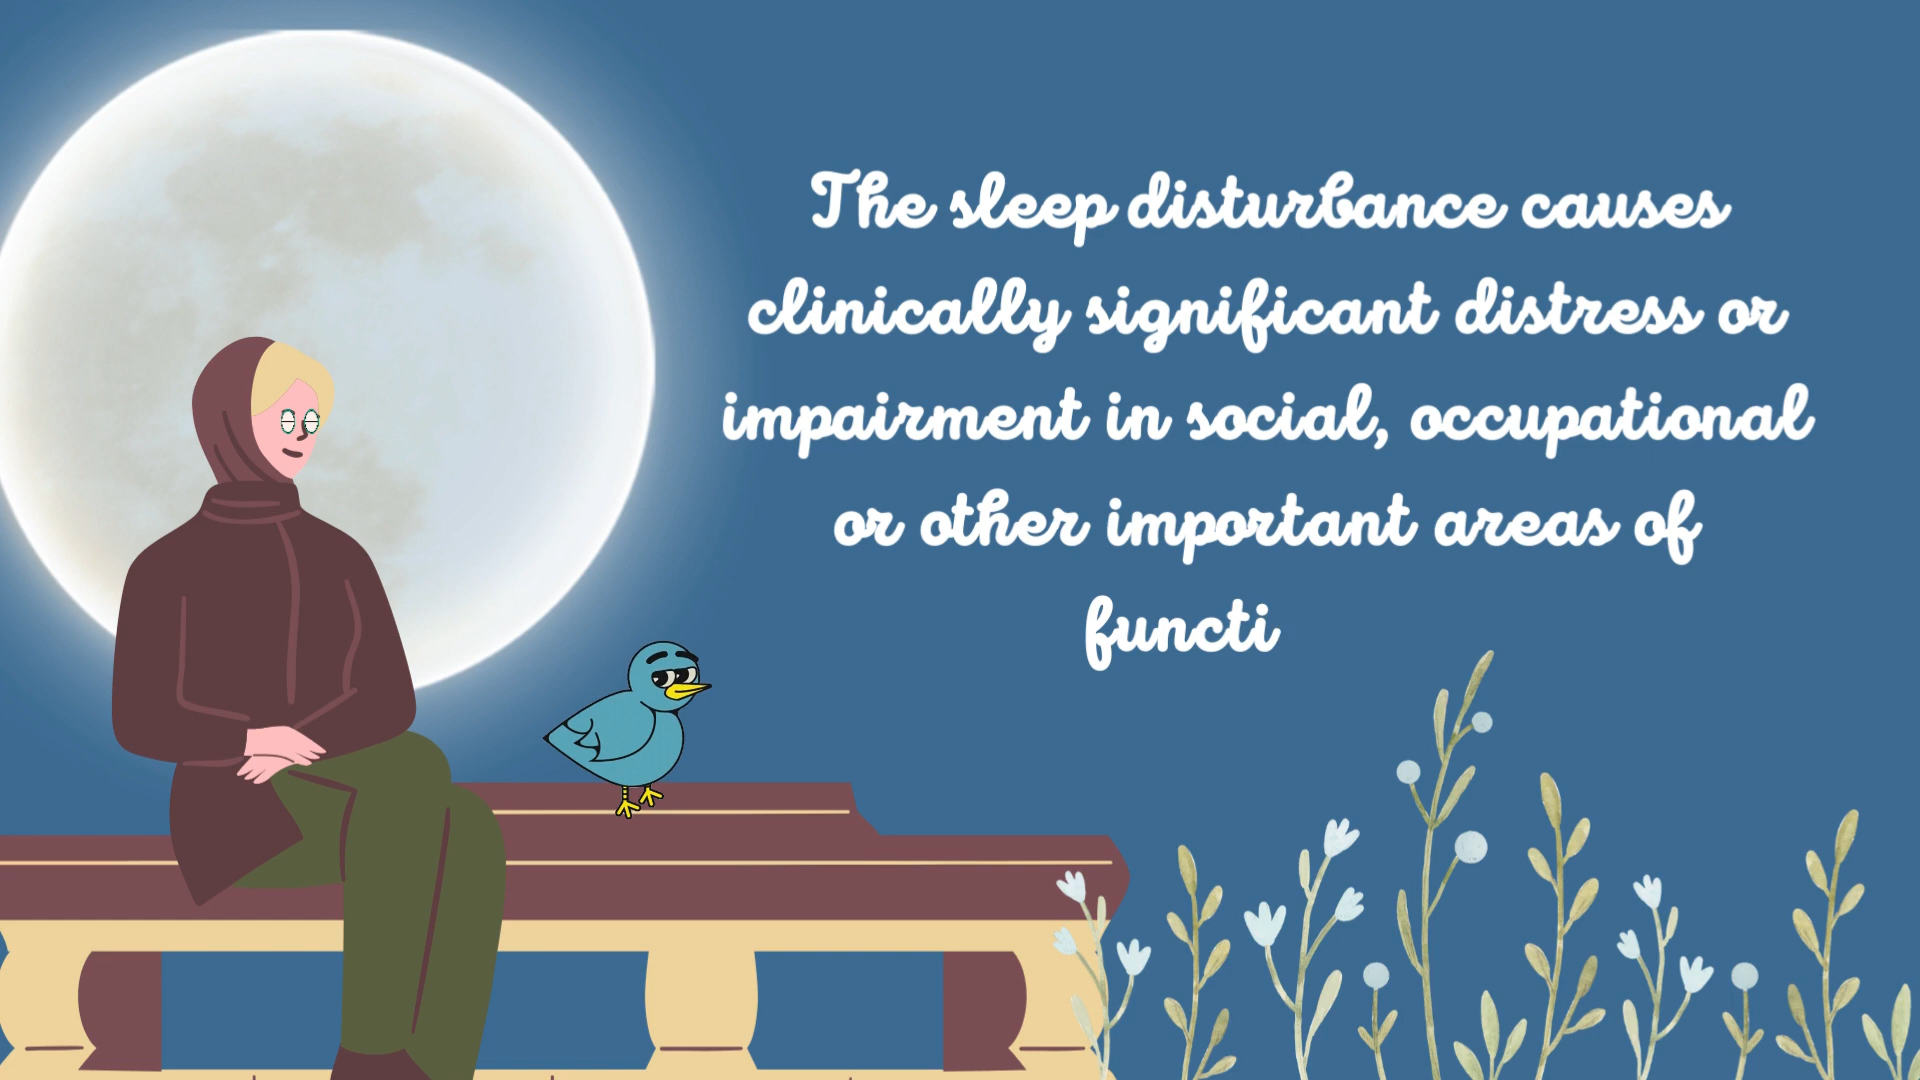 The sleep disturbance causes
clinically significant distress or
impairment in social, occupational
or other important areas of
functi